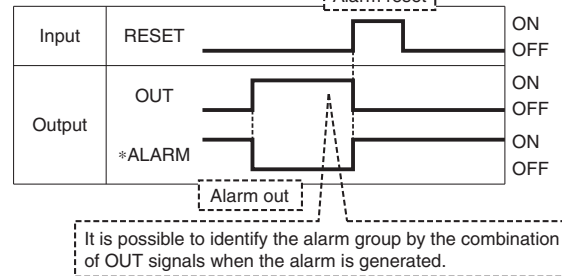 Alarm reset
Input RESET ON
OFF
Output OUT ON
OFF
*ALARM ON
OFF
Alarm out
It is possible to identify the alarm group by the combination
of OUT signals when the alarm is generated.